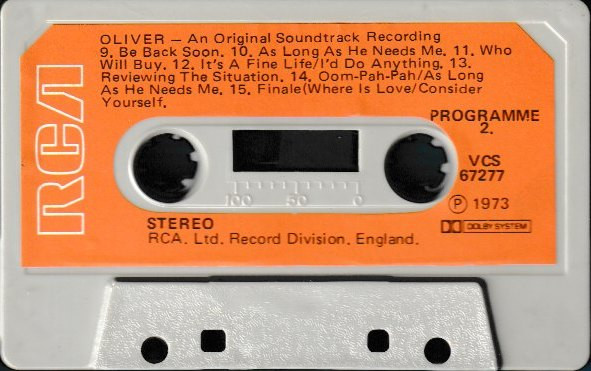 RCA
OLIVER — An Original Soundtrack Recording
9. Be Back Soon. 10. As Long As He Needs Me. 11. Who
Will Buy. 12. It's A Fine Life/I'd Do Anything. 13.
Reviewing The Situation. 14. Oom-Pah-Pah/As Long
As He Needs Me. 15. Finale(Where Is Love/Consider
Yourself.
PROGRAMME
2.
VCS
67277
Ⓟ 1973
DOLBY SYSTEM
100 50 0
STEREO
RCA. Ltd. Record Division. England.